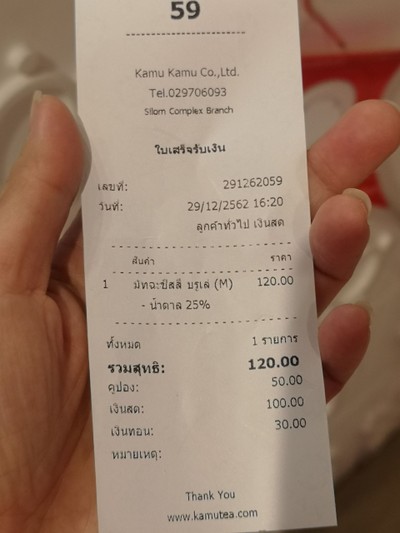 59
Kamu Kamu Co.,Ltd.
Tel.029706093
Silom Complex Branch
ใบเสร็จรับเงิน
เลขที่: 291262059
วันที่: 29/12/2562 16:20
ลูกค้าทั่วไป เงินสด
สินค้า ราคา
1 มัทฉะปัสสี บรูเล่ (M) 120.00
- น้ำตาล 25%
ทั้งหมด 1 รายการ
รวมสุทธิ: 120.00
คูปอง: 50.00
เงินสด: 100.00
เงินทอน: 30.00
หมายเหตุ:
Thank You
www.kamutea.com